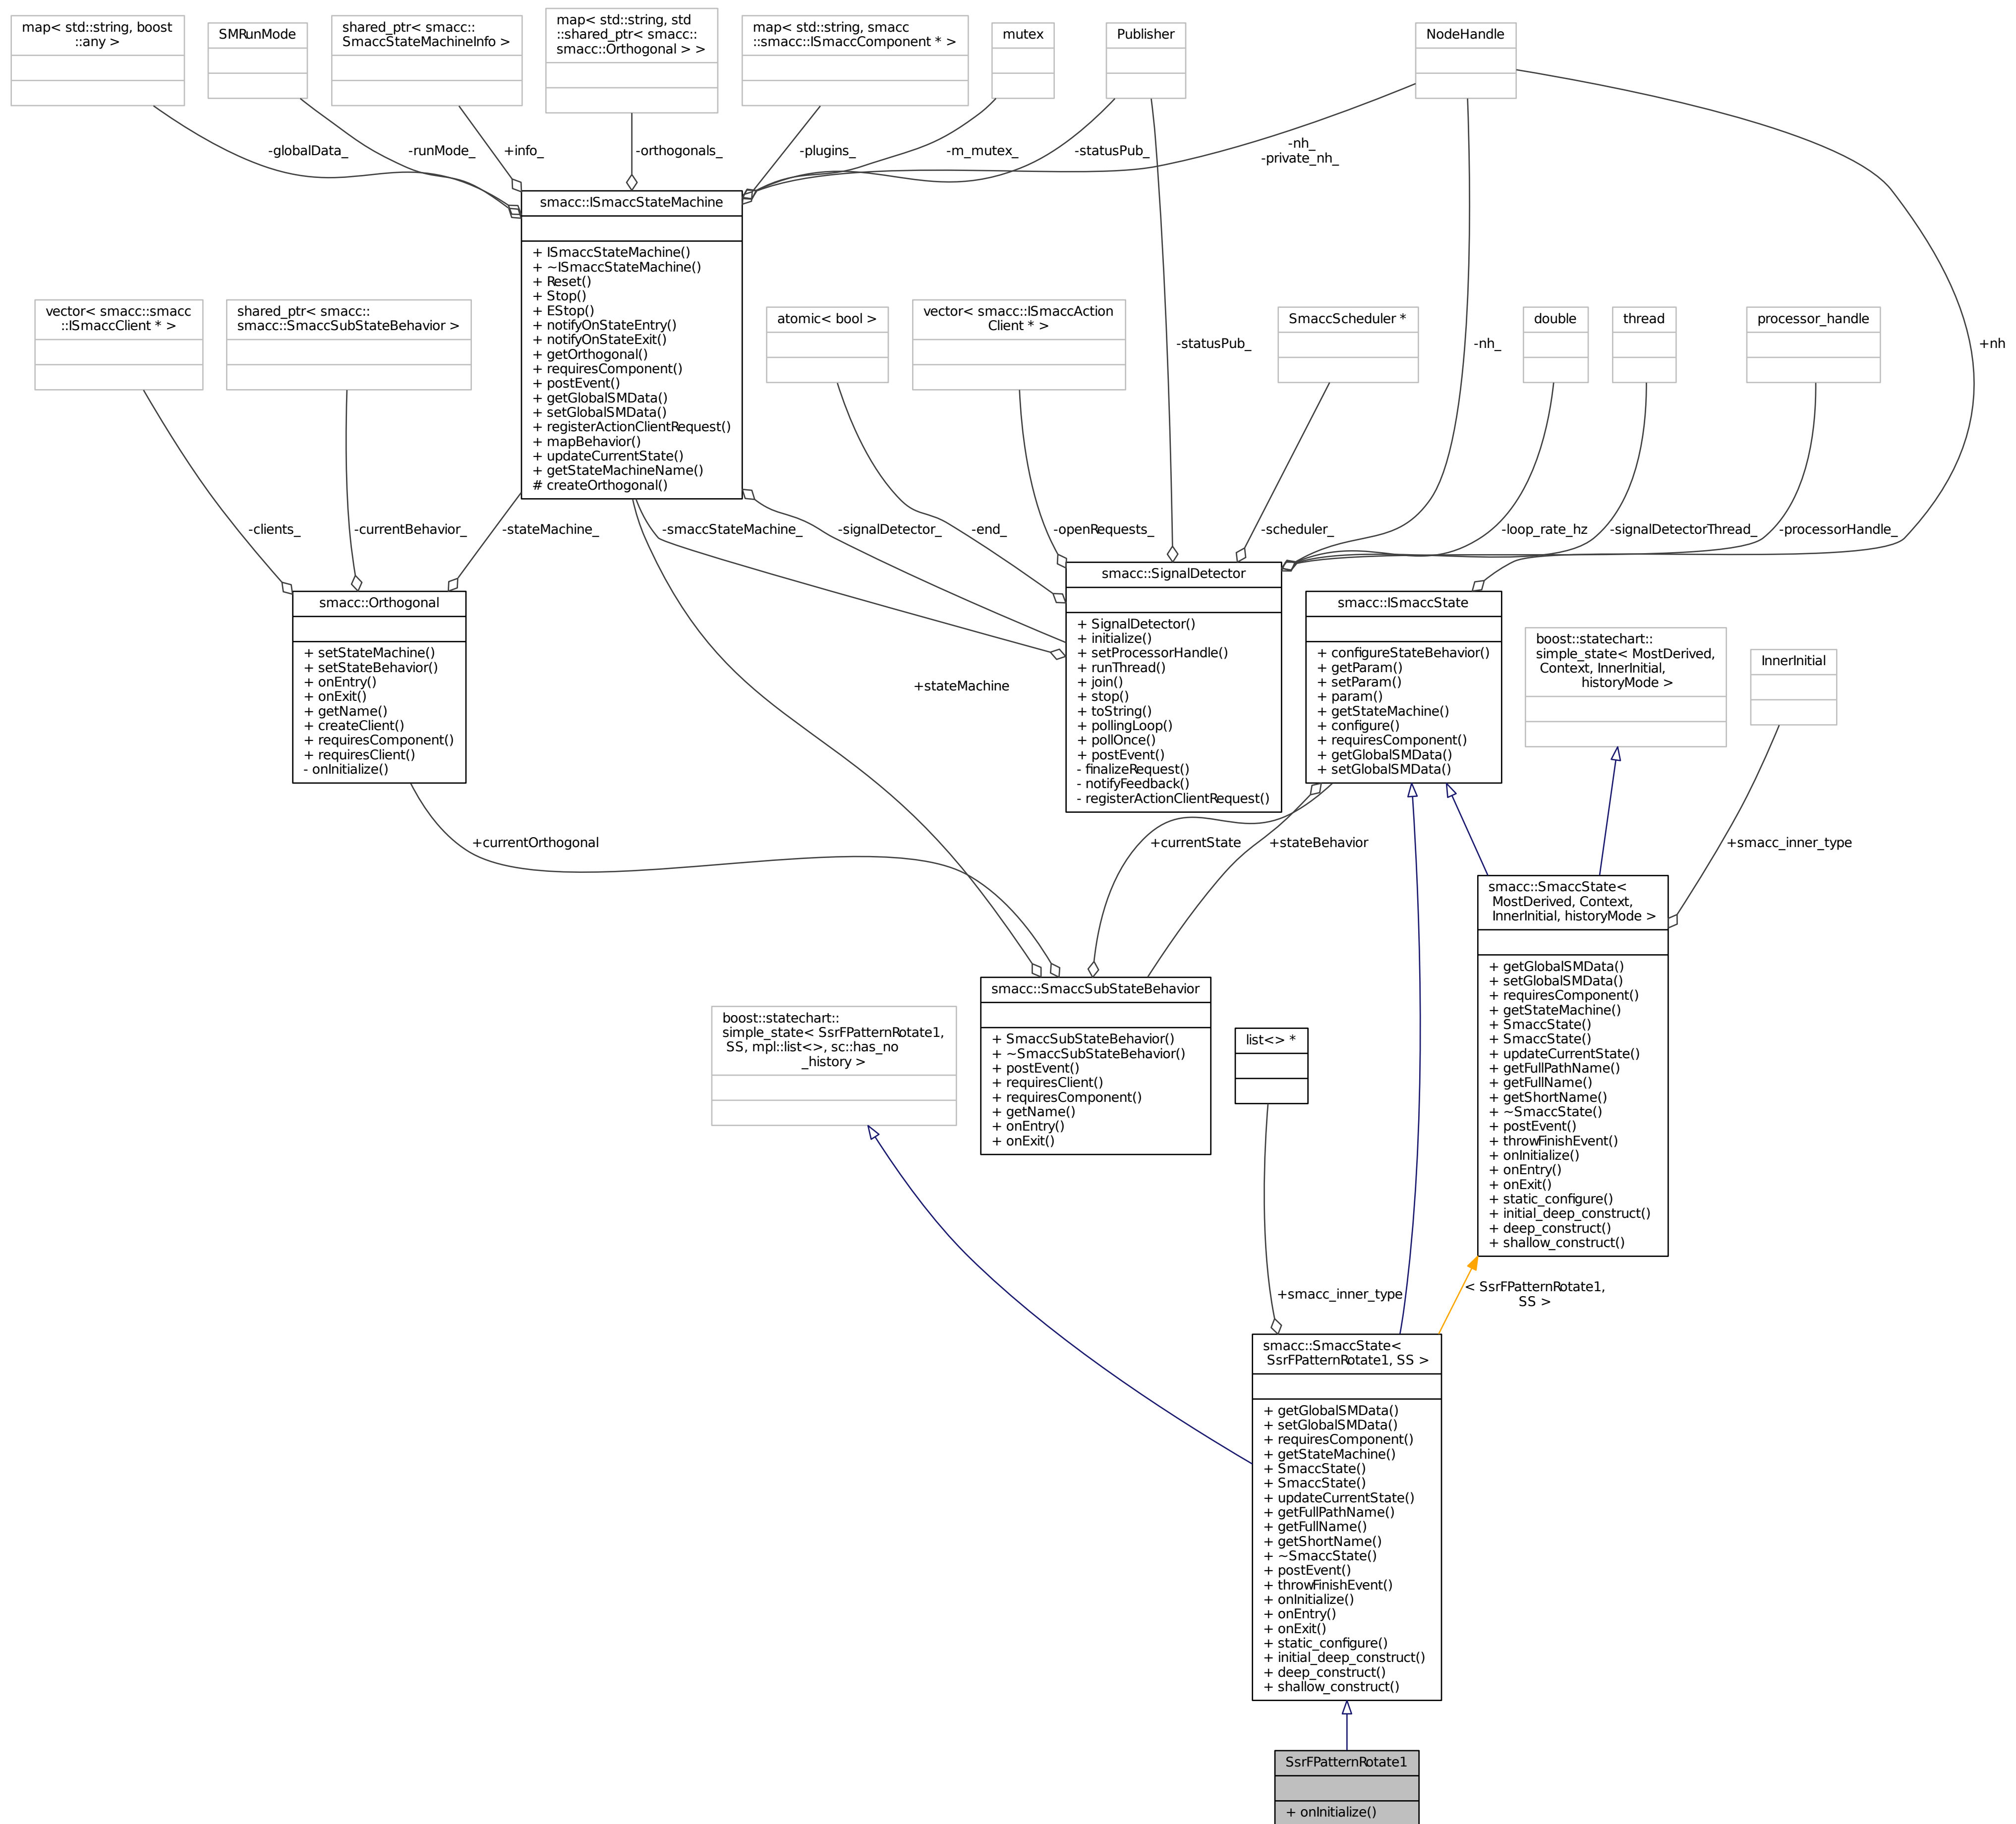 map< std::string, boost
::any >
SMRunMode
shared_ptr< smacc::
SmaccStateMachineInfo >
map< std::string, std
::shared_ptr< smacc::
smacc::Orthogonal > >
map< std::string, smacc
::smacc::ISmaccComponent * >
mutex
Publisher
NodeHandle
-globalData_
-runMode_
+info_
-orthogonals_
-plugins_
-m_mutex_
-statusPub_
-nh_
-private_nh_
smacc::ISmaccStateMachine
+ ISmaccStateMachine()
+ ~ISmaccStateMachine()
+ Reset()
+ Stop()
+ EStop()
+ notifyOnStateEntry()
+ notifyOnStateExit()
+ getOrthogonal()
+ requiresComponent()
+ postEvent()
+ getGlobalSMData()
+ setGlobalSMData()
+ registerActionClientRequest()
+ mapBehavior()
+ updateCurrentState()
+ getStateMachineName()
# createOrthogonal()
vector< smacc::smacc
::ISmaccClient * >
shared_ptr< smacc::
smacc::SmaccSubStateBehavior >
atomic< bool >
vector< smacc::ISmaccAction
Client * >
SmaccScheduler *
double
thread
processor_handle
-statusPub_
-nh_
+nh
-clients_
-currentBehavior_
-stateMachine_
-smaccStateMachine_
-signalDetector_
-end_
-openRequests_
-scheduler_
-loop_rate_hz
-signalDetectorThread_
-processorHandle_
smacc::Orthogonal
+ setStateMachine()
+ setStateBehavior()
+ onEntry()
+ onExit()
+ getName()
+ createClient()
+ requiresComponent()
+ requiresClient()
- onInitialize()
smacc::SignalDetector
+ SignalDetector()
+ initialize()
+ setProcessorHandle()
+ runThread()
+ join()
+ stop()
+ toString()
+ pollingLoop()
+ pollOnce()
+ postEvent()
- finalizeRequest()
- notifyFeedback()
- registerActionClientRequest()
smacc::ISmaccState
+ configureStateBehavior()
+ getParam()
+ setParam()
+ param()
+ getStateMachine()
+ configure()
+ requiresComponent()
+ getGlobalSMData()
+ setGlobalSMData()
boost::statechart::
simple_state< MostDerived,
Context, InnerInitial,
historyMode >
InnerInitial
+stateMachine
+currentOrthogonal
+currentState
+stateBehavior
+smacc_inner_type
smacc::SmaccState<
MostDerived, Context,
InnerInitial, historyMode >
+ getGlobalSMData()
+ setGlobalSMData()
+ requiresComponent()
+ getStateMachine()
+ SmaccState()
+ SmaccState()
+ updateCurrentState()
+ getFullPathName()
+ getFullName()
+ getShortName()
+ ~SmaccState()
+ postEvent()
+ throwFinishEvent()
+ onInitialize()
+ onEntry()
+ onExit()
+ static_configure()
+ initial_deep_construct()
+ deep_construct()
+ shallow_construct()
boost::statechart::
simple_state< SsrFPatternRotate1,
SS, mpl::list<>, sc::has_no
_history >
smacc::SmaccSubStateBehavior
+ SmaccSubStateBehavior()
+ ~SmaccSubStateBehavior()
+ postEvent()
+ requiresClient()
+ requiresComponent()
+ getName()
+ onEntry()
+ onExit()
list<> *
+smacc_inner_type
< SsrFPatternRotate1,
SS >
smacc::SmaccState<
SsrFPatternRotate1, SS >
+ getGlobalSMData()
+ setGlobalSMData()
+ requiresComponent()
+ getStateMachine()
+ SmaccState()
+ SmaccState()
+ updateCurrentState()
+ getFullPathName()
+ getFullName()
+ getShortName()
+ ~SmaccState()
+ postEvent()
+ throwFinishEvent()
+ onInitialize()
+ onEntry()
+ onExit()
+ static_configure()
+ initial_deep_construct()
+ deep_construct()
+ shallow_construct()
SsrFPatternRotate1
+ onInitialize()